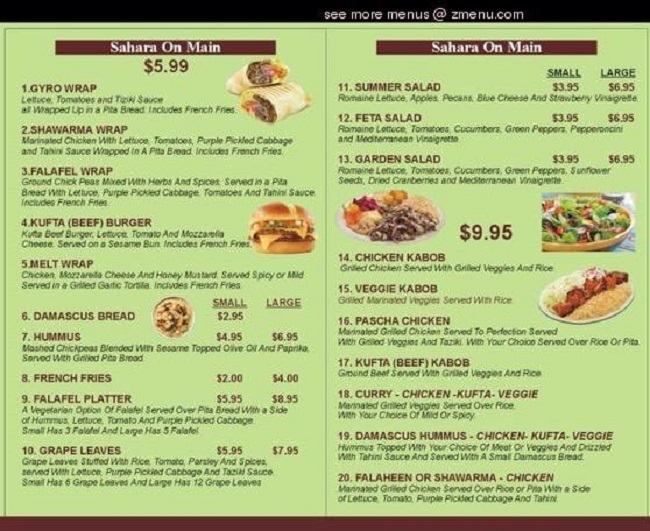 see more menus @ zmenu.com
Sahara On Main
$5.99
1.GYRO WRAP
Lettuce, Tomatoes and Tiziki Sauce
all Wrapped Up in a Pita Bread. Includes French Fries.
2.SHAWARMA WRAP
Marinated Chicken With Lettuce, Tomatoes, Purple Pickled Cabbage
and Tahini Sauce Wrapped In A Pita Bread. Includes French Fries.
3.FALAFEL WRAP
Ground Chick Peas Mixed With Herbs And Spices. Served in a Pita
Bread With Lettuce, Purple Pickled Cabbage, Tomatoes And Tahini Sauce.
Includes French Fries.
4.KUFTA (BEEF) BURGER
Kufta Beef Burger, Lettuce, Tomato And Mozzarella
Cheese. Served on a Sesame Bun. Includes French Fries.
5.MELT WRAP
Chicken, Mozzarella Cheese And Honey Mustard. Served Spicy or Mild
Served in a Grilled Garlic Tortilla. Includes French Fries.
SMALL LARGE
6. DAMASCUS BREAD $2.95
7. HUMMUS $4.95 $6.95
Mashed Chickpeas Blended With Sesame Topped Olive Oil And Paprika,
Served With Grilled Pita Bread
8. FRENCH FRIES $2.00 $4.00
9. FALAFEL PLATTER $5.95 $8.95
A Vegetarian Option Of Falafel Served Over Pita Bread With a Side
of Hummus, Lettuce, Tomato And Purple Pickled Cabbage.
Small Has 3 Falafel And Large Has 5 Falafel
10. GRAPE LEAVES $5.95 $7.95
Grape Leaves Stuffed With Rice, Tomato, Parsley And Spices,
served With Lettuce, Purple Pickled Cabbage And Taziki Sauce.
Small Has 6 Grape Leaves And Large Has 12 Grape Leaves
Sahara On Main
SMALL LARGE
11. SUMMER SALAD $3.95 $6.95
Romaine Lettuce, Apples, Pecans, Blue Cheese And Strawberry Vinaigrette
12. FETA SALAD $3.95 $6.95
Romaine Lettuce, Tomatoes, Cucumbers, Green Peppers, Pepperoncini
and Mediterranean Vinaigrette
13. GARDEN SALAD $3.95 $6.95
Romaine Lettuce, Tomatoes, Cucumbers, Green Peppers, Sunflower
Seeds, Dried Cranberries and Mediterranean Vinaigrette.
$9.95
14. CHICKEN KABOB
Grilled Chicken Served With Grilled Veggies And Rice
15. VEGGIE KABOB
Grilled Marinated Veggies Served With Rice.
16. PASCHA CHICKEN
Marinated Grilled Chicken Served To Perfection Served
With Grilled Veggies And Taziki. With Your Choice Served Over Rice Or Pita.
17. KUFTA (BEEF) KABOB
Ground Beef Served With Grilled Veggies And Rice.
18. CURRY - CHICKEN -KUFTA- VEGGIE
Marinated Grilled Veggies Served Over Rice.
With Your Choice Of Mild Or Spicy
19. DAMASCUS HUMMUS - CHICKEN- KUFTA- VEGGIE
Hummus Topped With Your Choice Of Meat Or Veggies And Drizzled
With Tahini Sauce And Served With A Small Damascus Bread.
20. FALAHEEN OR SHAWARMA - CHICKEN
Marinated Grilled Chicken Served Over Rice or Pita With a Side
of Lettuce, Tomato, Purple Pickled Cabbage And Tahini